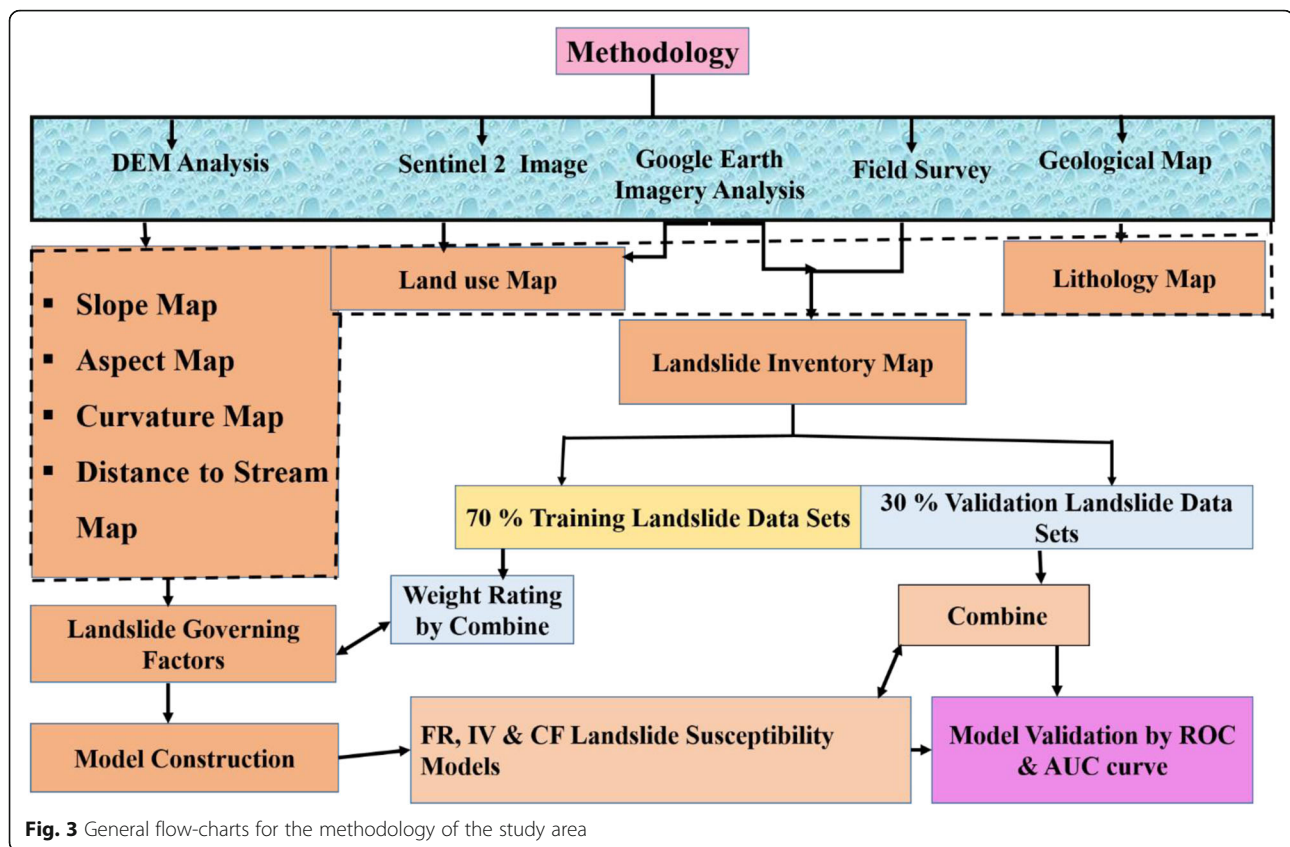 Methodology
DEM Analysis
Sentinel 2 Image
Google Earth
Imagery Analysis
Field Survey
Geological Map
▪ Slope Map
▪ Aspect Map
▪ Curvature Map
▪ Distance to Stream
Map
Land use Map
Lithology Map
Landslide Inventory Map
70 % Training Landslide Data Sets
30 % Validation Landslide Data
Sets
Weight Rating
by Combine
Combine
Landslide Governing
Factors
Model Construction
FR, IV & CF Landslide Susceptibility
Models
Model Validation by ROC
& AUC curve
Fig. 3 General flow-charts for the methodology of the study area